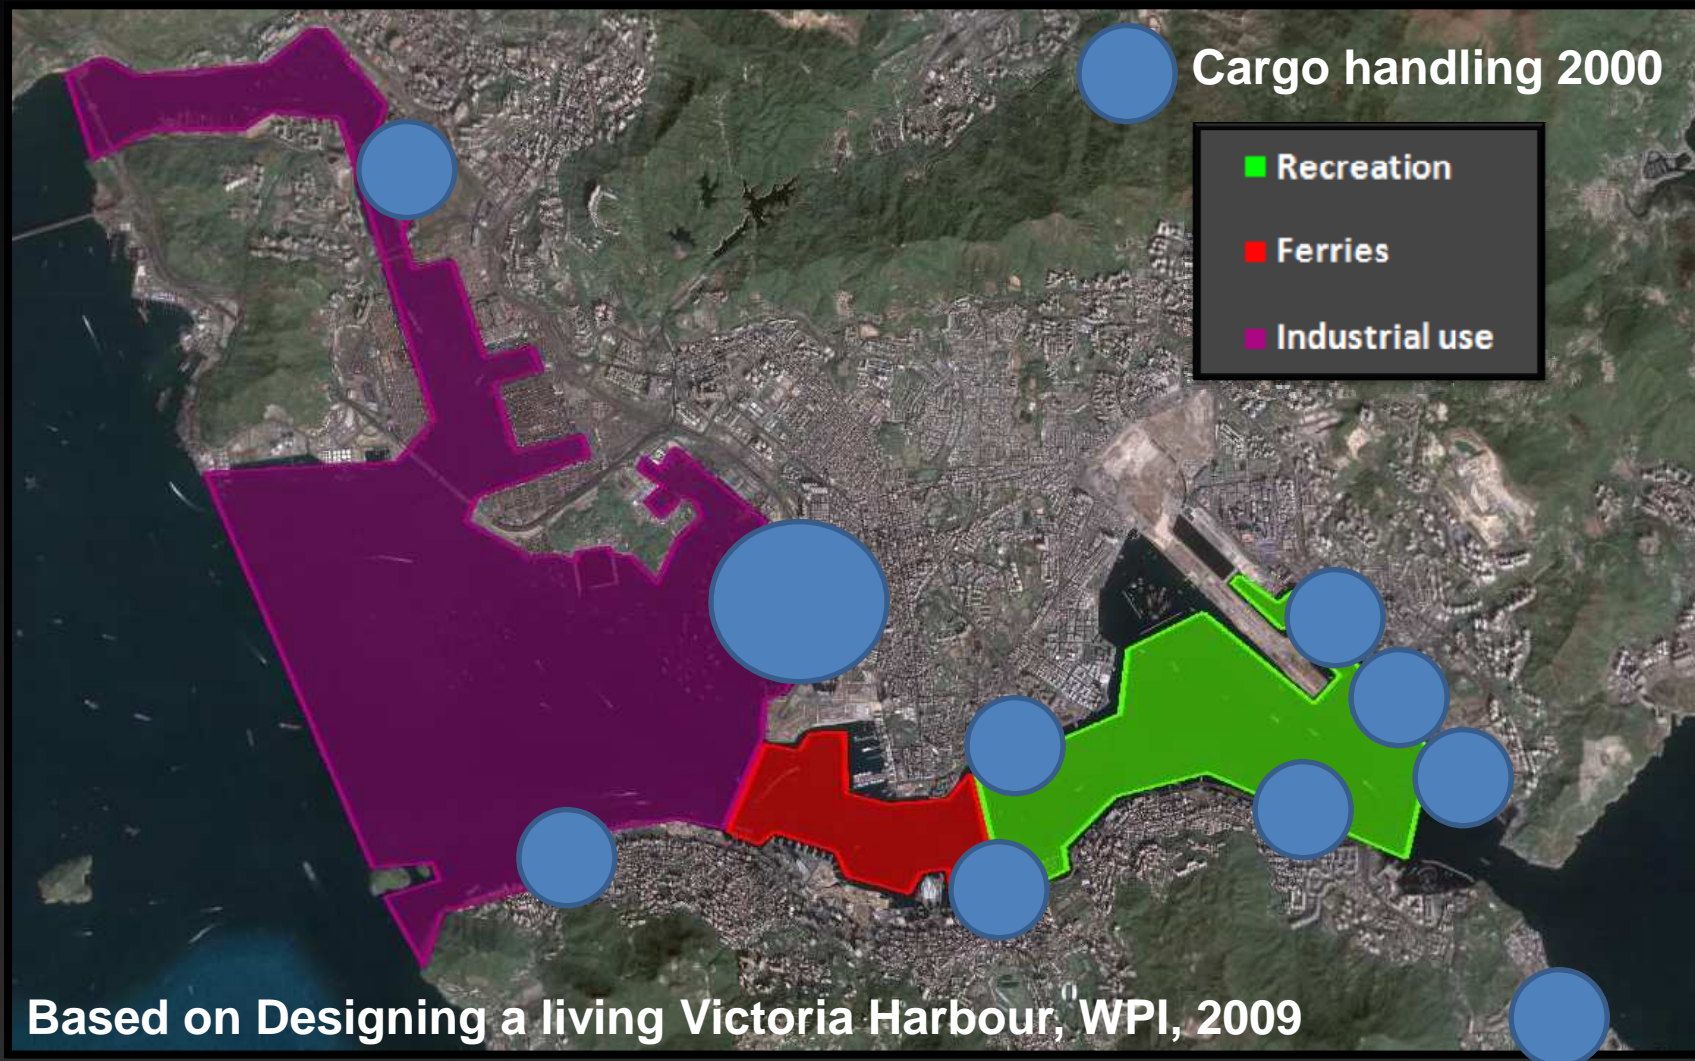 Cargo handling 2000
Recreation
Ferries
Industrial use
Based on Designing a living Victoria Harbour, WPI, 2009